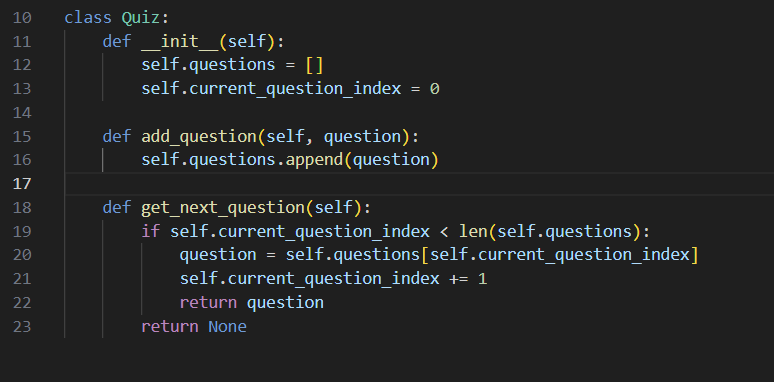 10 class Quiz:
11     def __init__(self):
12         self.questions = []
13         self.current_question_index = 0
14
15     def add_question(self, question):
16         self.questions.append(question)
17
18     def get_next_question(self):
19         if self.current_question_index < len(self.questions):
20             question = self.questions[self.current_question_index]
21             self.current_question_index += 1
22             return question
23         return None